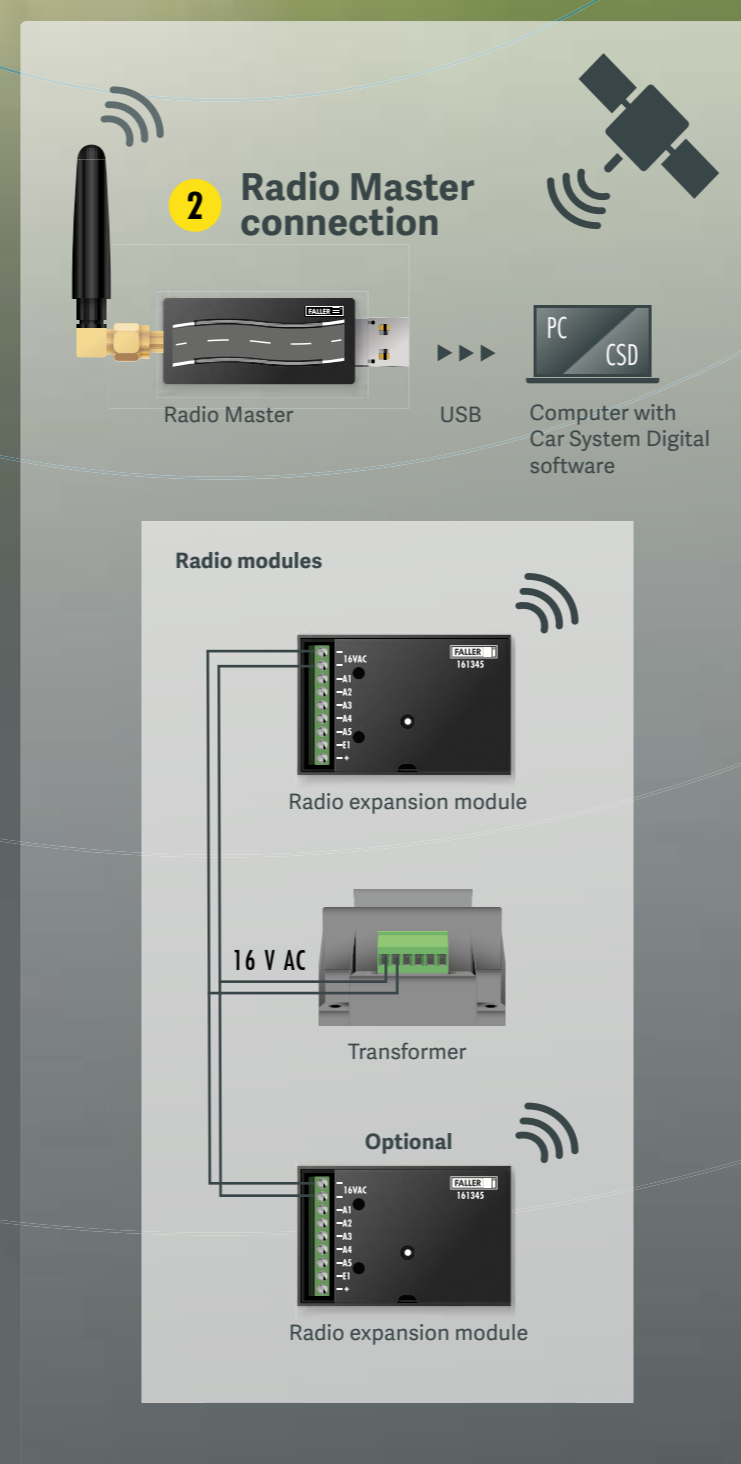 2
Radio Master
connection
FALLER
PC
CSD
Radio Master
USB
Computer with
Car System Digital
software
Radio modules
–
16VAC
–
–A1
–A2
–A3
–A4
–A5
–E1
–+
FALLER
161345
Radio expansion module
16 V AC
Transformer
Optional
–
16VAC
–
–A1
–A2
–A3
–A4
–A5
–E1
–+
FALLER
161345
Radio expansion module